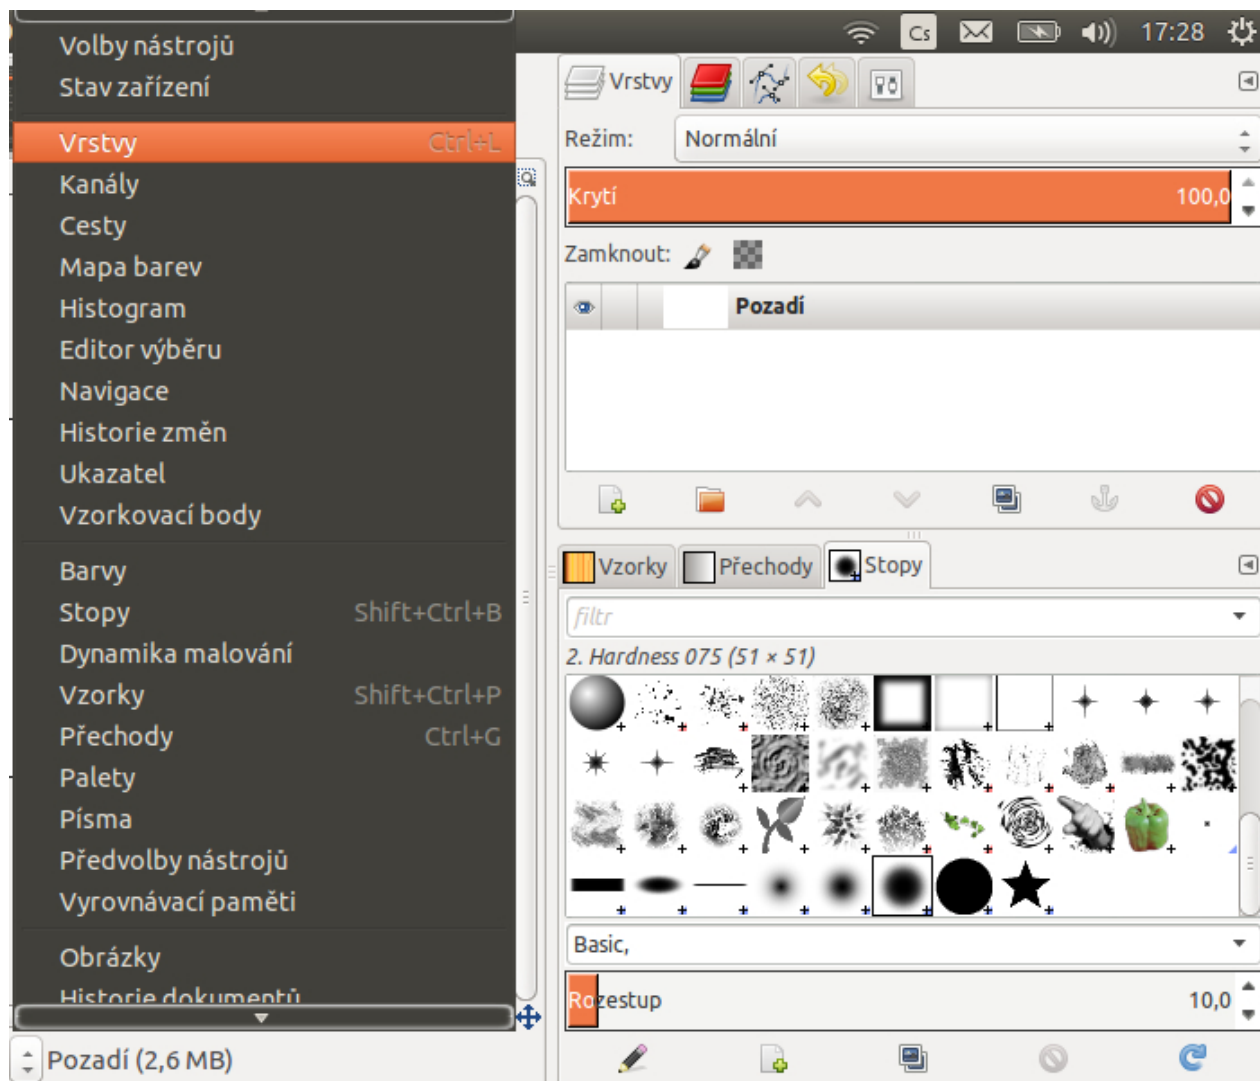 Volby nástrojů
Stav zařízení
Vrstvy Ctrl+L
Kanály
Cesty
Mapa barev
Histogram
Editor výběru
Navigace
Historie změn
Ukazatel
Vzorkovací body
Barvy
Stopy Shift+Ctrl+B
Dynamika malování
Vzorky Shift+Ctrl+P
Přechody Ctrl+G
Palety
Písma
Předvolby nástrojů
Vyrovnávací paměti
Obrázky
Historie dokumentů
Pozadí (2,6 MB)
Cs 17:28
Vrstvy
Režim: Normální
Krytí 100,0
Zamknout:
Pozadí
Vzorky Přechody Stopy
filtr
2. Hardness 075 (51 × 51)
Basic,
Rozestup 10,0